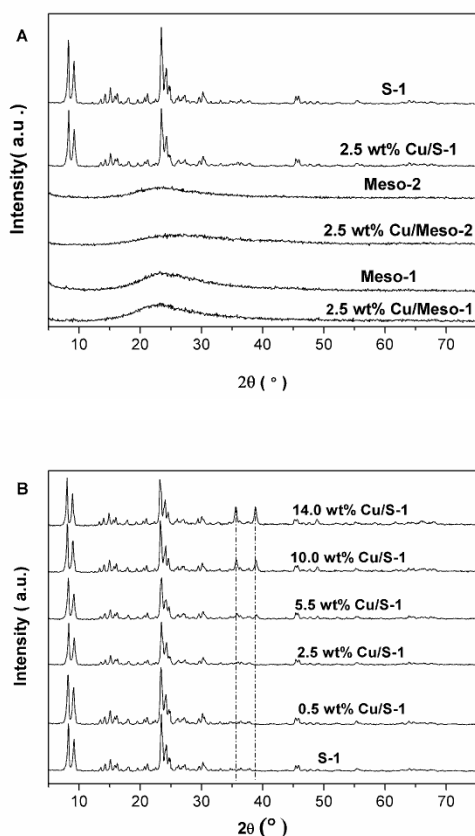 A
S-1
2.5 wt% Cu/S-1
Meso-2
2.5 wt% Cu/Meso-2
Meso-1
2.5 wt% Cu/Meso-1
Intensity( a.u .)
10 20 30 40 50 60 70
2θ ( ° )
B
14.0 wt% Cu/S-1
10.0 wt% Cu/S-1
5.5 wt% Cu/S-1
2.5 wt% Cu/S-1
0.5 wt% Cu/S-1
S-1
Intensity ( a.u.)
10 20 30 40 50 60 70
2θ (°)